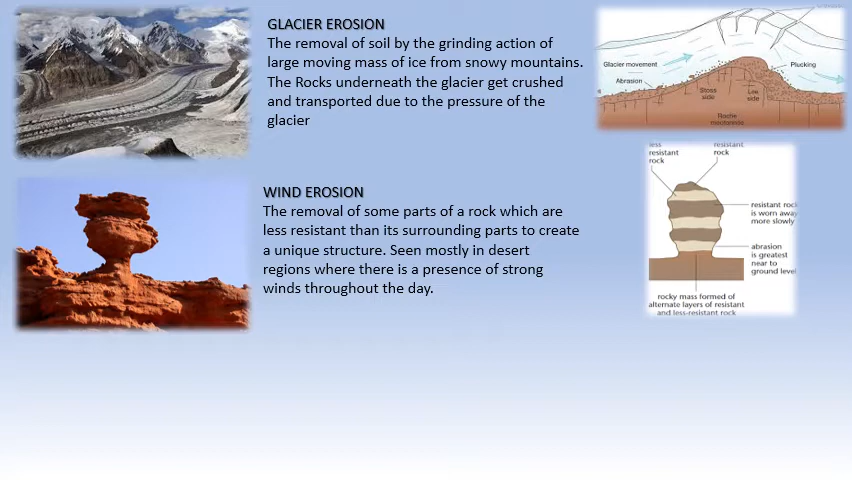 GLACIER EROSION
The removal of soil by the grinding action of
large moving mass of ice from snowy mountains.
The Rocks underneath the glacier get crushed
and transported due to the pressure of the
glacier
Glacier movement
Plucking
Abrasion
Stoss
side
Lee
side
Roche
moutonnée
WIND EROSION
The removal of some parts of a rock which are
less resistant than its surrounding parts to create
a unique structure. Seen mostly in desert
regions where there is a presence of strong
winds throughout the day.
less
resistant
rock
resistant
rock
resistant rock
is worn away
more slowly
abrasion
is greatest
near to
ground level
rocky mass formed of
alternate layers of resistant
and less-resistant rock